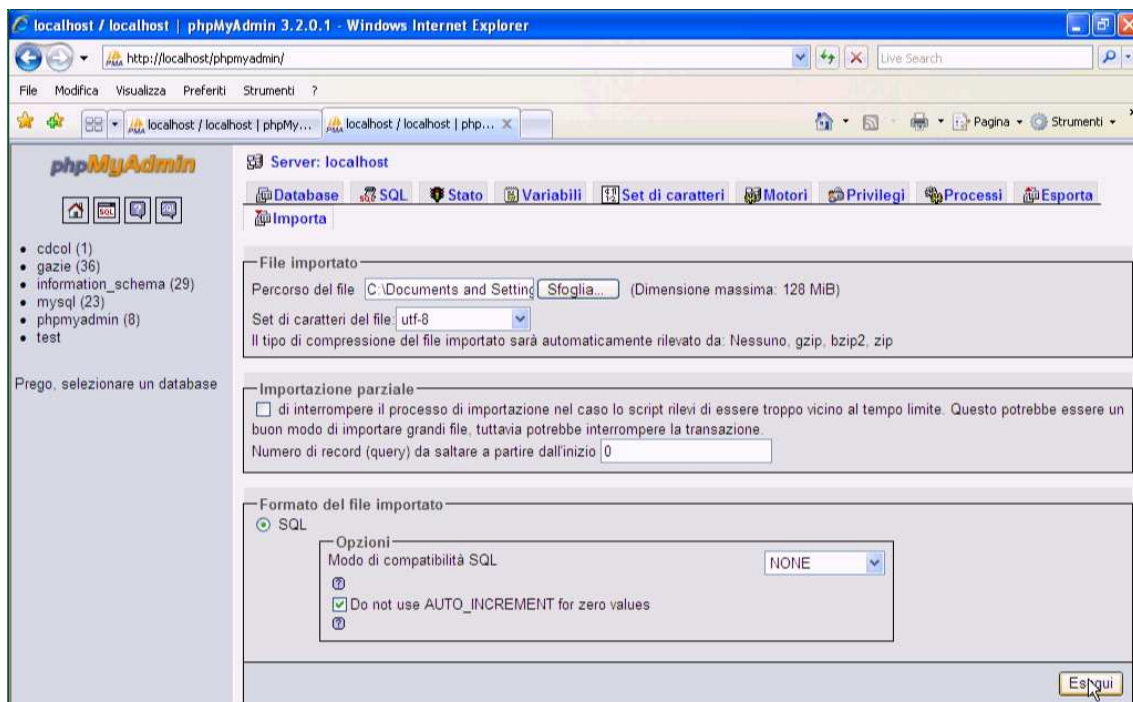 localhost / localhost | phpMyAdmin 3.2.0.1 - Windows Internet Explorer
http://localhost/phpmyadmin/
Live Search
File Modifica Visualizza Preferiti Strumenti ?
localhost / localhost | phpMy...
localhost / localhost | php...
Pagina
Strumenti
phpMyAdmin
SQL
cdcol (1)
gazie (36)
information_schema (29)
mysql (23)
phpmyadmin (8)
test
Prego, selezionare un database
Server: localhost
Database SQL Stato Variabili Set di caratteri Motori Privilegi Processi Esporta
Importa
File importato
Percorso del file C:\Documents and Setting Sfoglia... (Dimensione massima: 128 MiB)
Set di caratteri del file: utf-8
Il tipo di compressione del file importato sarà automaticamente rilevato da: Nessuno, gzip, bzip2, zip
Importazione parziale
di interrompere il processo di importazione nel caso lo script rilevi di essere troppo vicino al tempo limite. Questo potrebbe essere un
buon modo di importare grandi file, tuttavia potrebbe interrompere la transazione.
Numero di record (query) da saltare a partire dall'inizio 0
Formato del file importato
SQL
Opzioni
Modo di compatibilità SQL NONE
Do not use AUTO_INCREMENT for zero values
Esegui